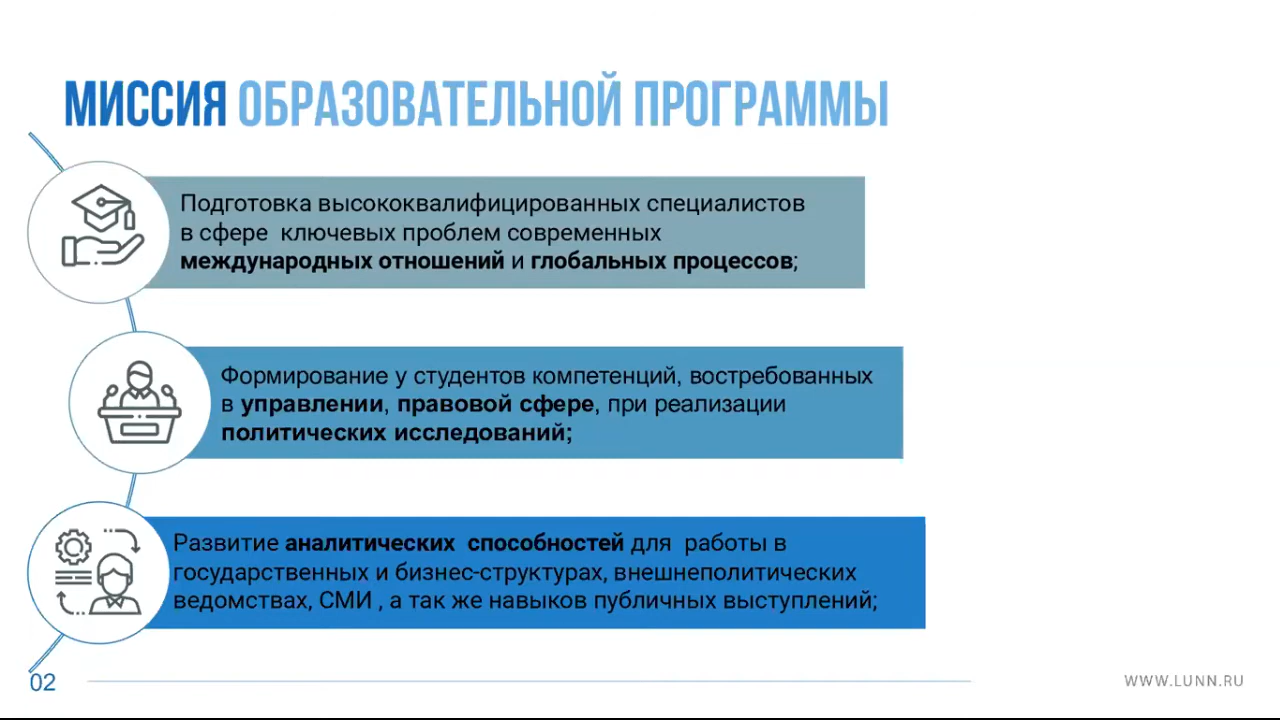 МИССИЯ ОБРАЗОВАТЕЛЬНОЙ ПРОГРАММЫ
Подготовка высококвалифицированных специалистов
в сфере ключевых проблем современных
международных отношений и глобальных процессов;
Формирование у студентов компетенций, востребованных
в управлении, правовой сфере, при реализации
политических исследований;
Развитие аналитических способностей для работы в
государственных и бизнес-структурах, внешнеполитических
ведомствах, СМИ , а так же навыков публичных выступлений;
02
WWW.LUNN.RU